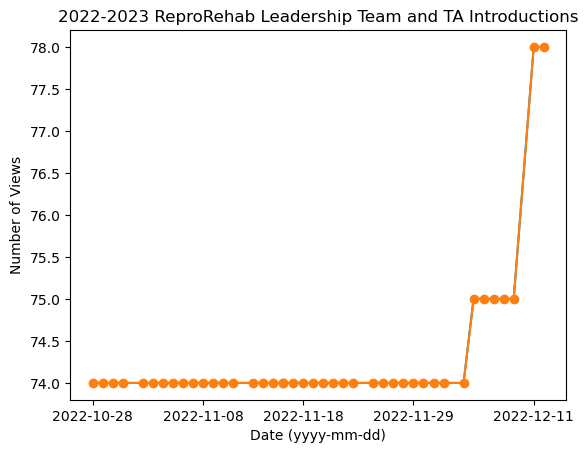 2022-2023 ReproRehab Leadership Team and TA Introductions
78.0
77.5
77.0
76.5
76.0
75.5
75.0
74.5
74.0
Number of Views
2022-10-28 2022-11-08 2022-11-18 2022-11-29 2022-12-11
Date (yyyy-mm-dd)